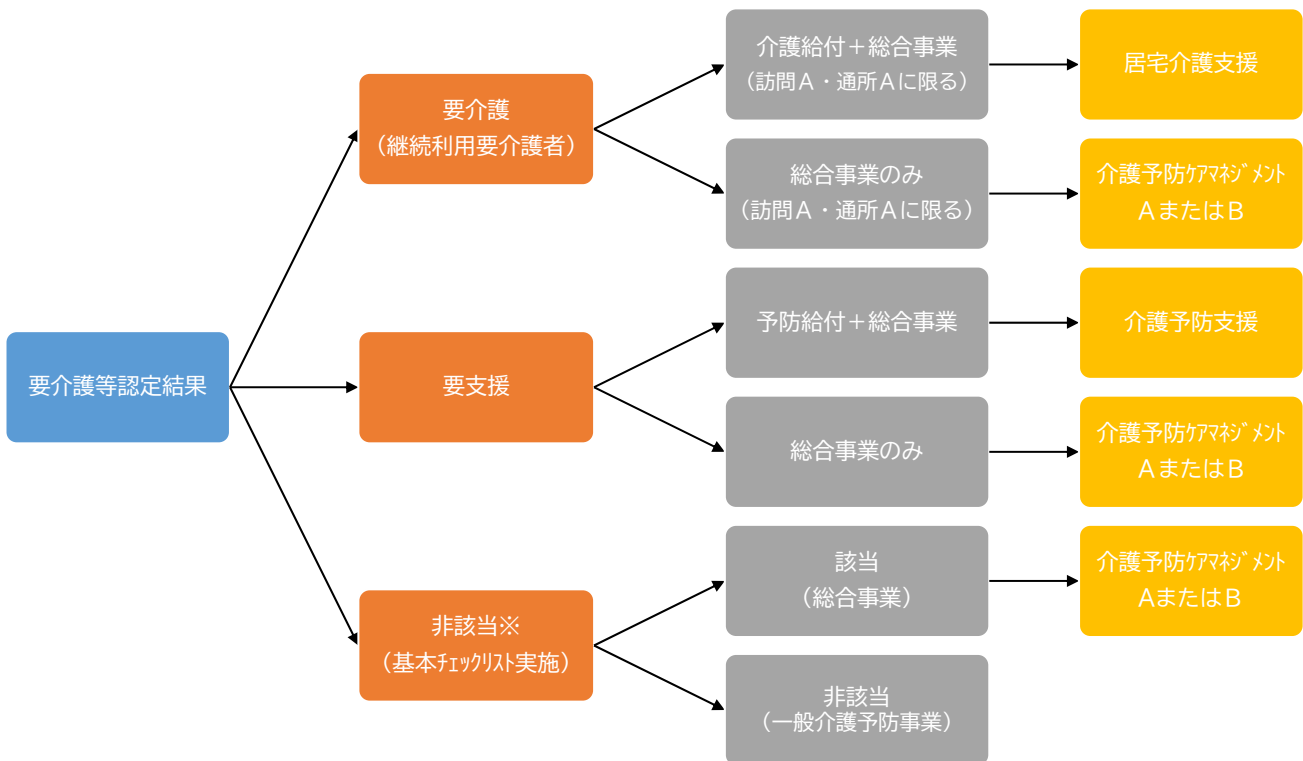 要介護等認定結果
要介護
（継続利用要介護者）
介護給付＋総合事業
（訪問Ａ・通所Ａに限る）
居宅介護支援
総合事業のみ
（訪問Ａ・通所Ａに限る）
介護予防ｹｱﾏﾈｼﾞﾒﾝﾄ
ＡまたはＢ
要支援
予防給付＋総合事業
介護予防支援
総合事業のみ
介護予防ｹｱﾏﾈｼﾞﾒﾝﾄ
ＡまたはＢ
非該当※
（基本ﾁｪｯｸﾘｽﾄ実施）
該当
（総合事業）
介護予防ｹｱﾏﾈｼﾞﾒﾝﾄ
ＡまたはＢ
非該当
（一般介護予防事業）